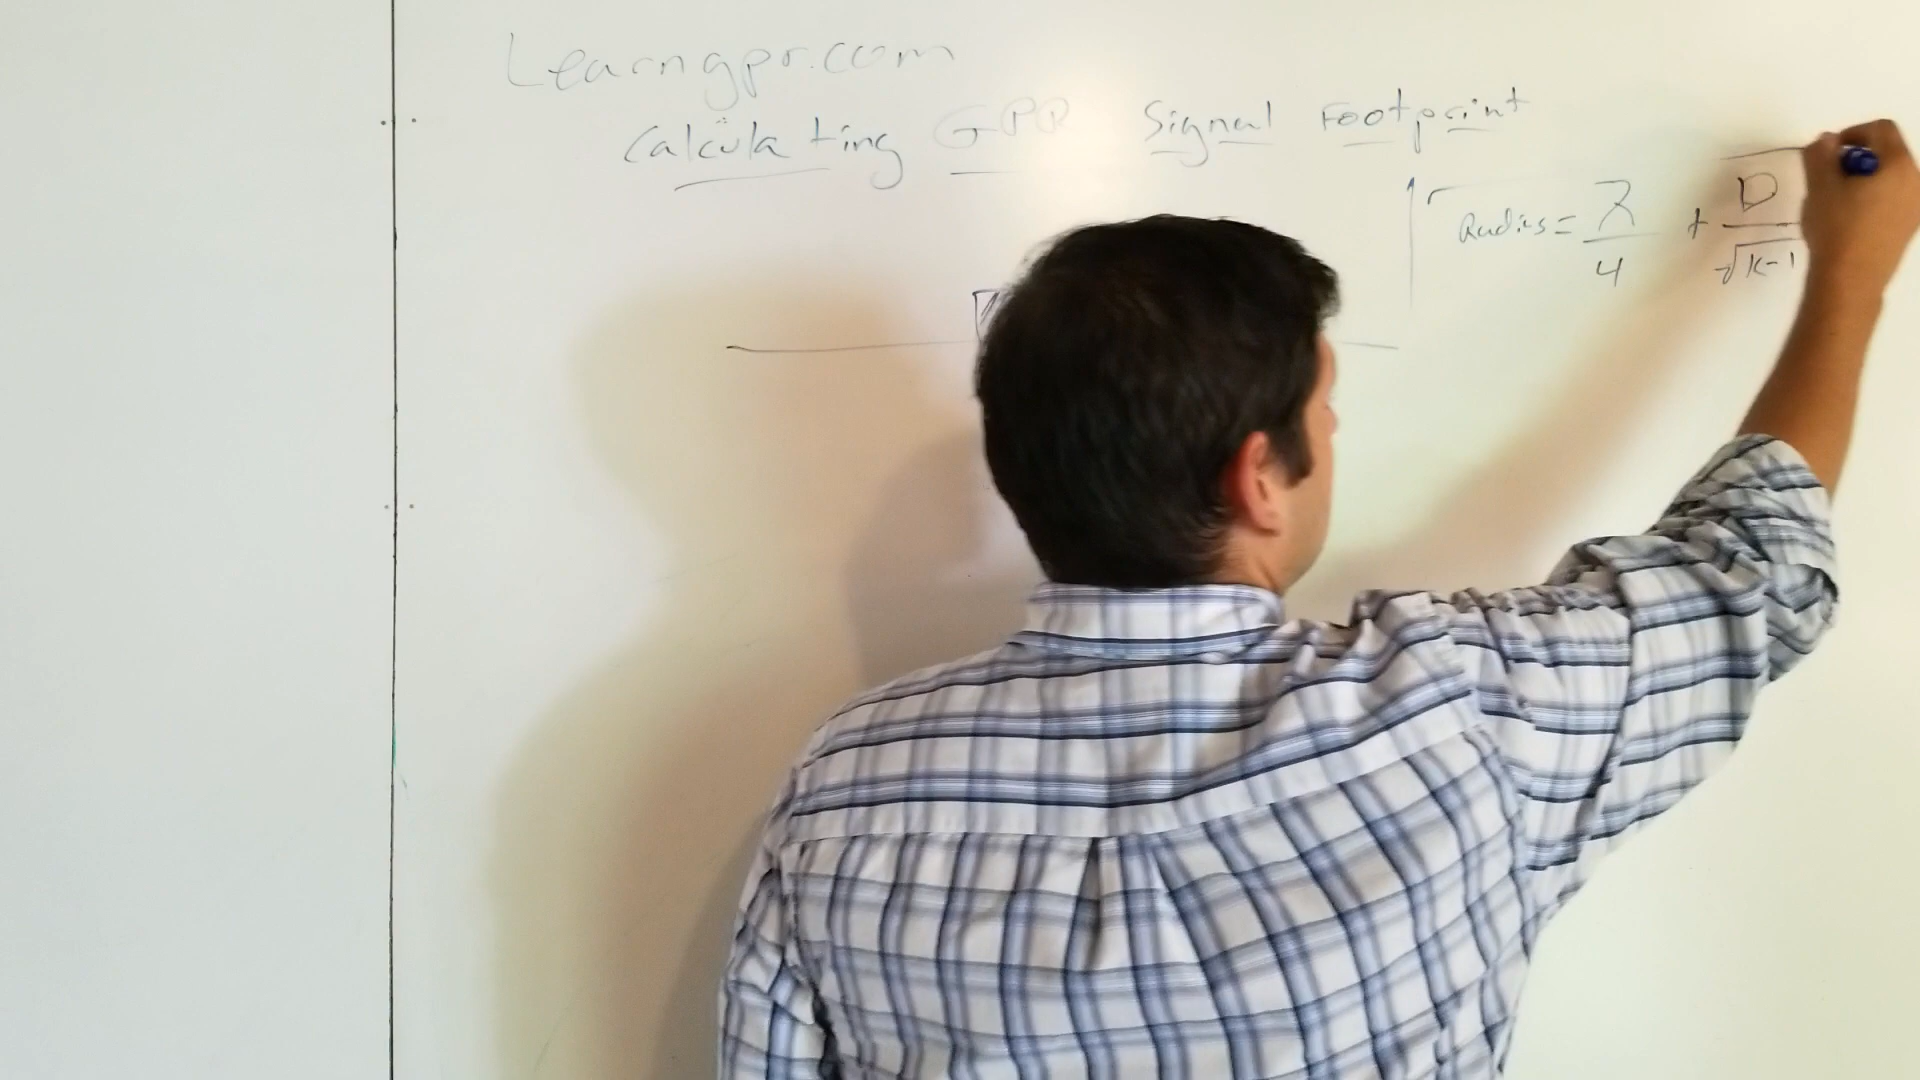 Learngpr.com
Calculating GPR Signal Footprint
Radius = λ/4 + D/√K-1